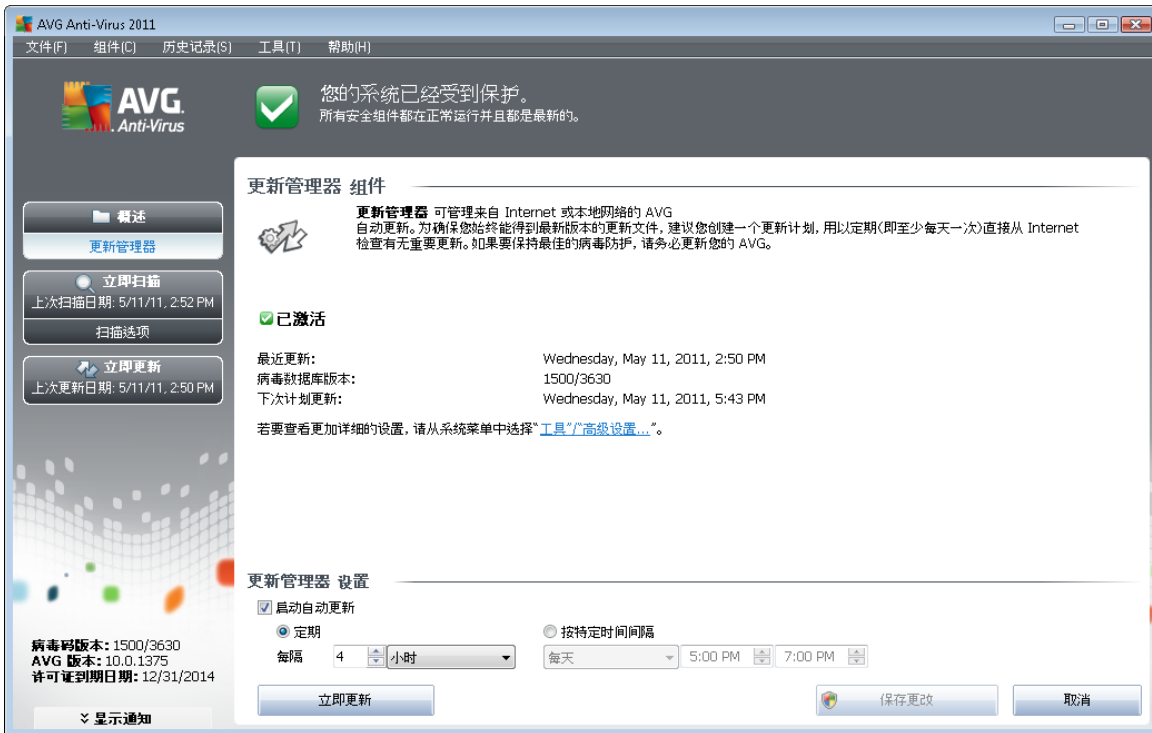 AVG Anti-Virus 2011
文件(F) 组件(C) 历史记录(S) 工具(T) 帮助(H)
AVG.
Anti-Virus
您的系统已经受到保护。
所有安全组件都在正常运行并且都是最新的。
概述
更新管理器
立即扫描
上次扫描日期: 5/11/11, 2:52 PM
扫描选项
立即更新
上次更新日期: 5/11/11, 2:50 PM
病毒码版本: 1500/3630
AVG 版本: 10.0.1375
许可证到期日期: 12/31/2014
显示通知
更新管理器 组件
更新管理器 可管理来自 Internet 或本地网络的 AVG
自动更新。为确保您始终能得到最新版本的更新文件, 建议您创建一个更新计划, 用以定期(即至少每天一次)直接从 Internet
检查有无重要更新。如果要保持最佳的病毒防护, 请务必更新您的 AVG。
已激活
最近更新: Wednesday, May 11, 2011, 2:50 PM
病毒数据库版本: 1500/3630
下次计划更新: Wednesday, May 11, 2011, 5:43 PM
若要查看更加详细的设置, 请从系统菜单中选择“工具”/“高级设置...”。
更新管理器 设置
启动自动更新
定期 按特定时间间隔
每隔 4 小时 每天 5:00 PM 7:00 PM
立即更新 保存更改 取消